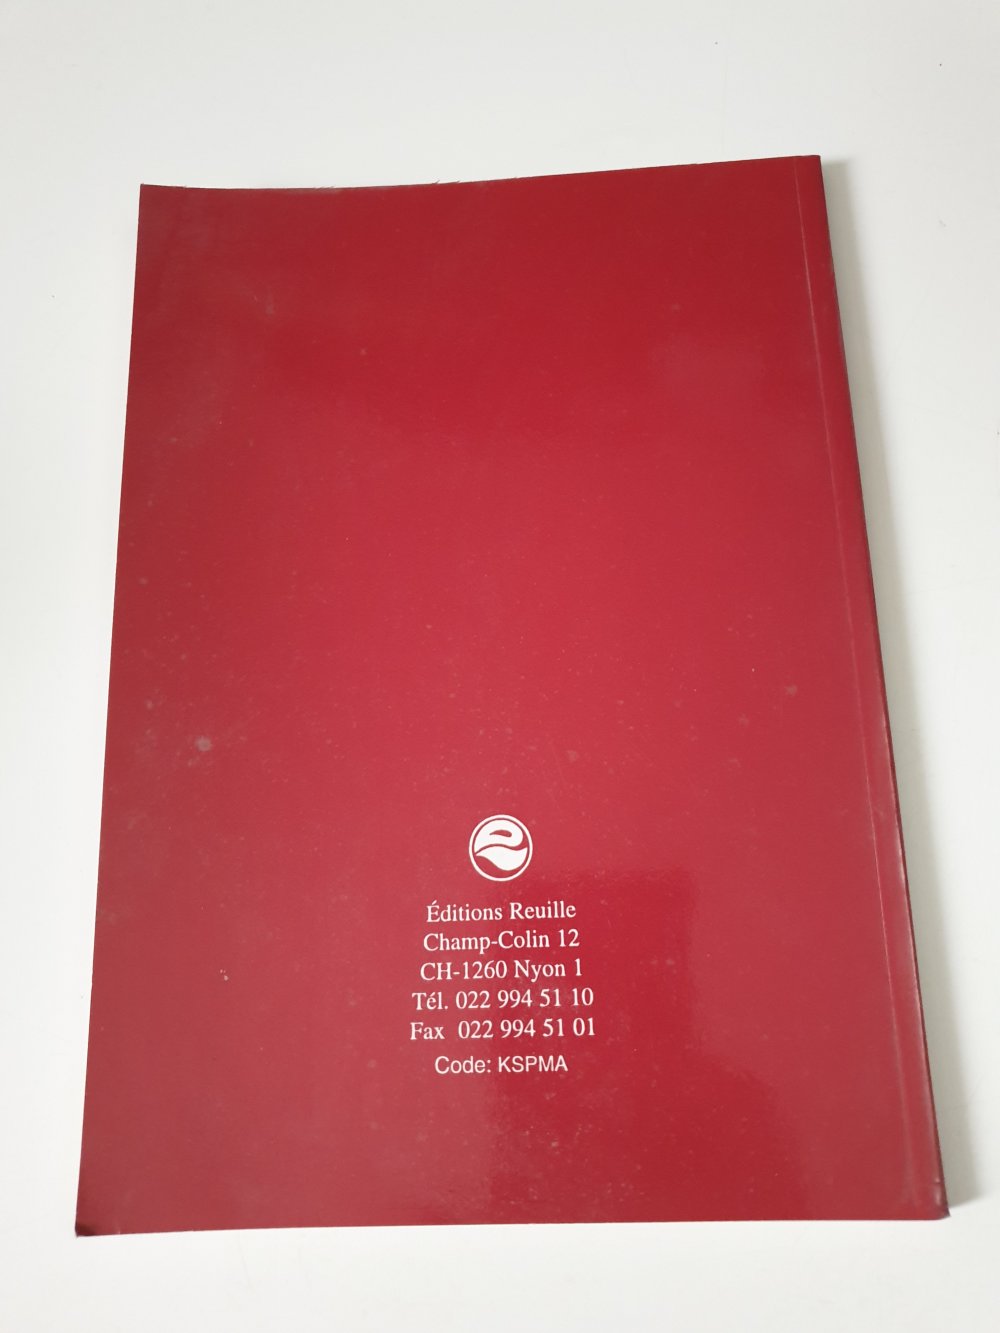 Éditions Reuille
Champ-Colin 12
CH-1260 Nyon 1
Tél. 022 994 51 10
Fax 022 994 51 01
Code: KSPMA